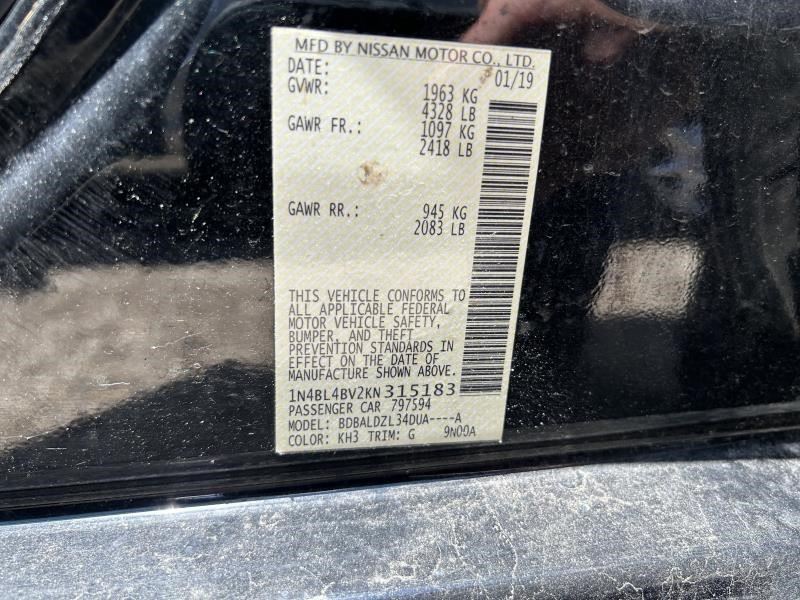 MFD BY NISSAN MOTOR CO., LTD.
DATE: 01/19
GVWR: 1963 KG
4328 LB
GAWR FR.: 1097 KG
2418 LB
GAWR RR.: 945 KG
2083 LB
THIS VEHICLE CONFORMS TO
ALL APPLICABLE FEDERAL
MOTOR VEHICLE SAFETY,
BUMPER, AND THEFT
PREVENTION STANDARDS IN
EFFECT ON THE DATE OF
MANUFACTURE SHOWN ABOVE.
1N4BL4BV2KN315183
PASSENGER CAR 797594
MODEL: BDBALDZL34DUA----A
COLOR: KH3 TRIM: G 9N00A